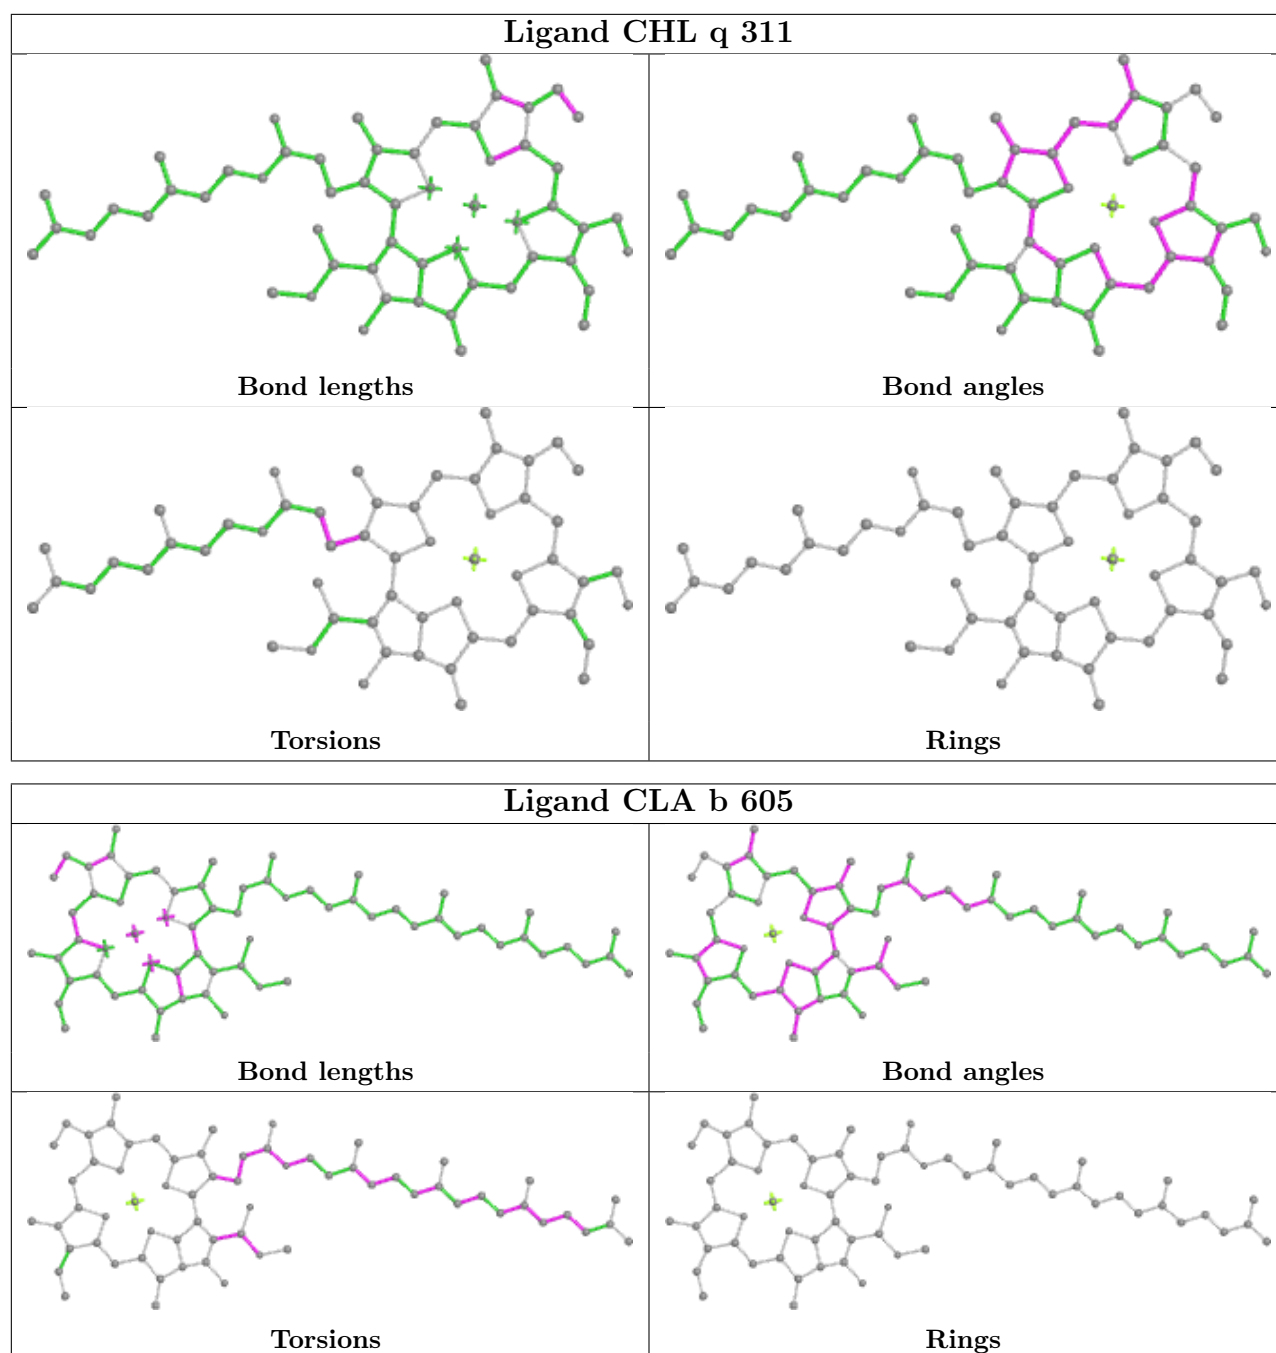 Ligand CHL q 311
Bond lengths
Bond angles
Torsions
Rings
Ligand CLA b 605
Bond lengths
Bond angles
Torsions
Rings